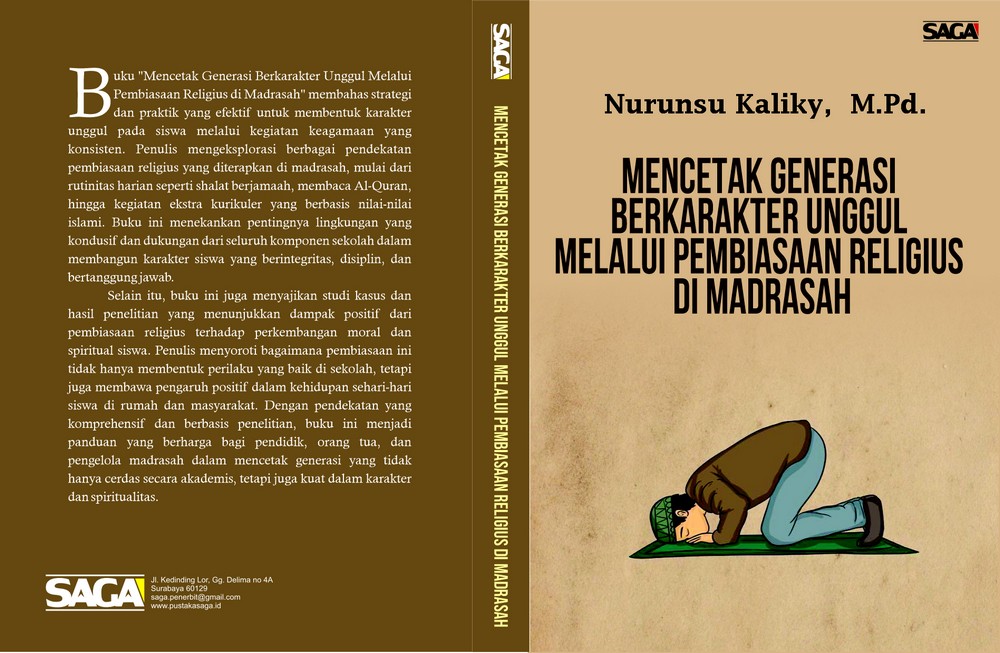 Buku "Mencetak Generasi Berkarakter Unggul Melalui
Pembiasaan Religius di Madrasah" membahas strategi
dan praktik yang efektif untuk membentuk karakter
unggul pada siswa melalui kegiatan keagamaan yang
konsisten. Penulis mengeksplorasi berbagai pendekatan
pembiasaan religius yang diterapkan di madrasah, mulai dari
rutinitas harian seperti shalat berjamaah, membaca Al-Quran,
hingga kegiatan ekstra kurikuler yang berbasis nilai-nilai
islami. Buku ini menekankan pentingnya lingkungan yang
kondusif dan dukungan dari seluruh komponen sekolah dalam
membangun karakter siswa yang berintegritas, disiplin, dan
bertanggung jawab.
Selain itu, buku ini juga menyajikan studi kasus dan
hasil penelitian yang menunjukkan dampak positif dari
pembiasaan religius terhadap perkembangan moral dan
spiritual siswa. Penulis menyoroti bagaimana pembiasaan ini
tidak hanya membentuk perilaku yang baik di sekolah, tetapi
juga membawa pengaruh positif dalam kehidupan sehari-hari
siswa di rumah dan masyarakat. Dengan pendekatan yang
komprehensif dan berbasis penelitian, buku ini menjadi
panduan yang berharga bagi pendidik, orang tua, dan
pengelola madrasah dalam mencetak generasi yang tidak
hanya cerdas secara akademis, tetapi juga kuat dalam karakter
dan spiritualitas.
SAGA
Jl. Kedinding Lor, Gg. Delima no 4A
Surabaya 60129
saga.penerbit@gmail.com
www.pustakasaga.id
SAGA
MENCETAK GENERASI BERKARAKTER UNGGUL MELALUI PEMBIASAAN RELIGIUS DI MADRASAH
SAGA
Nurunsu Kaliky, M.Pd.
MENCETAK GENERASI
BERKARAKTER UNGGUL
MELALUI PEMBIASAAN RELIGIUS
DI MADRASAH